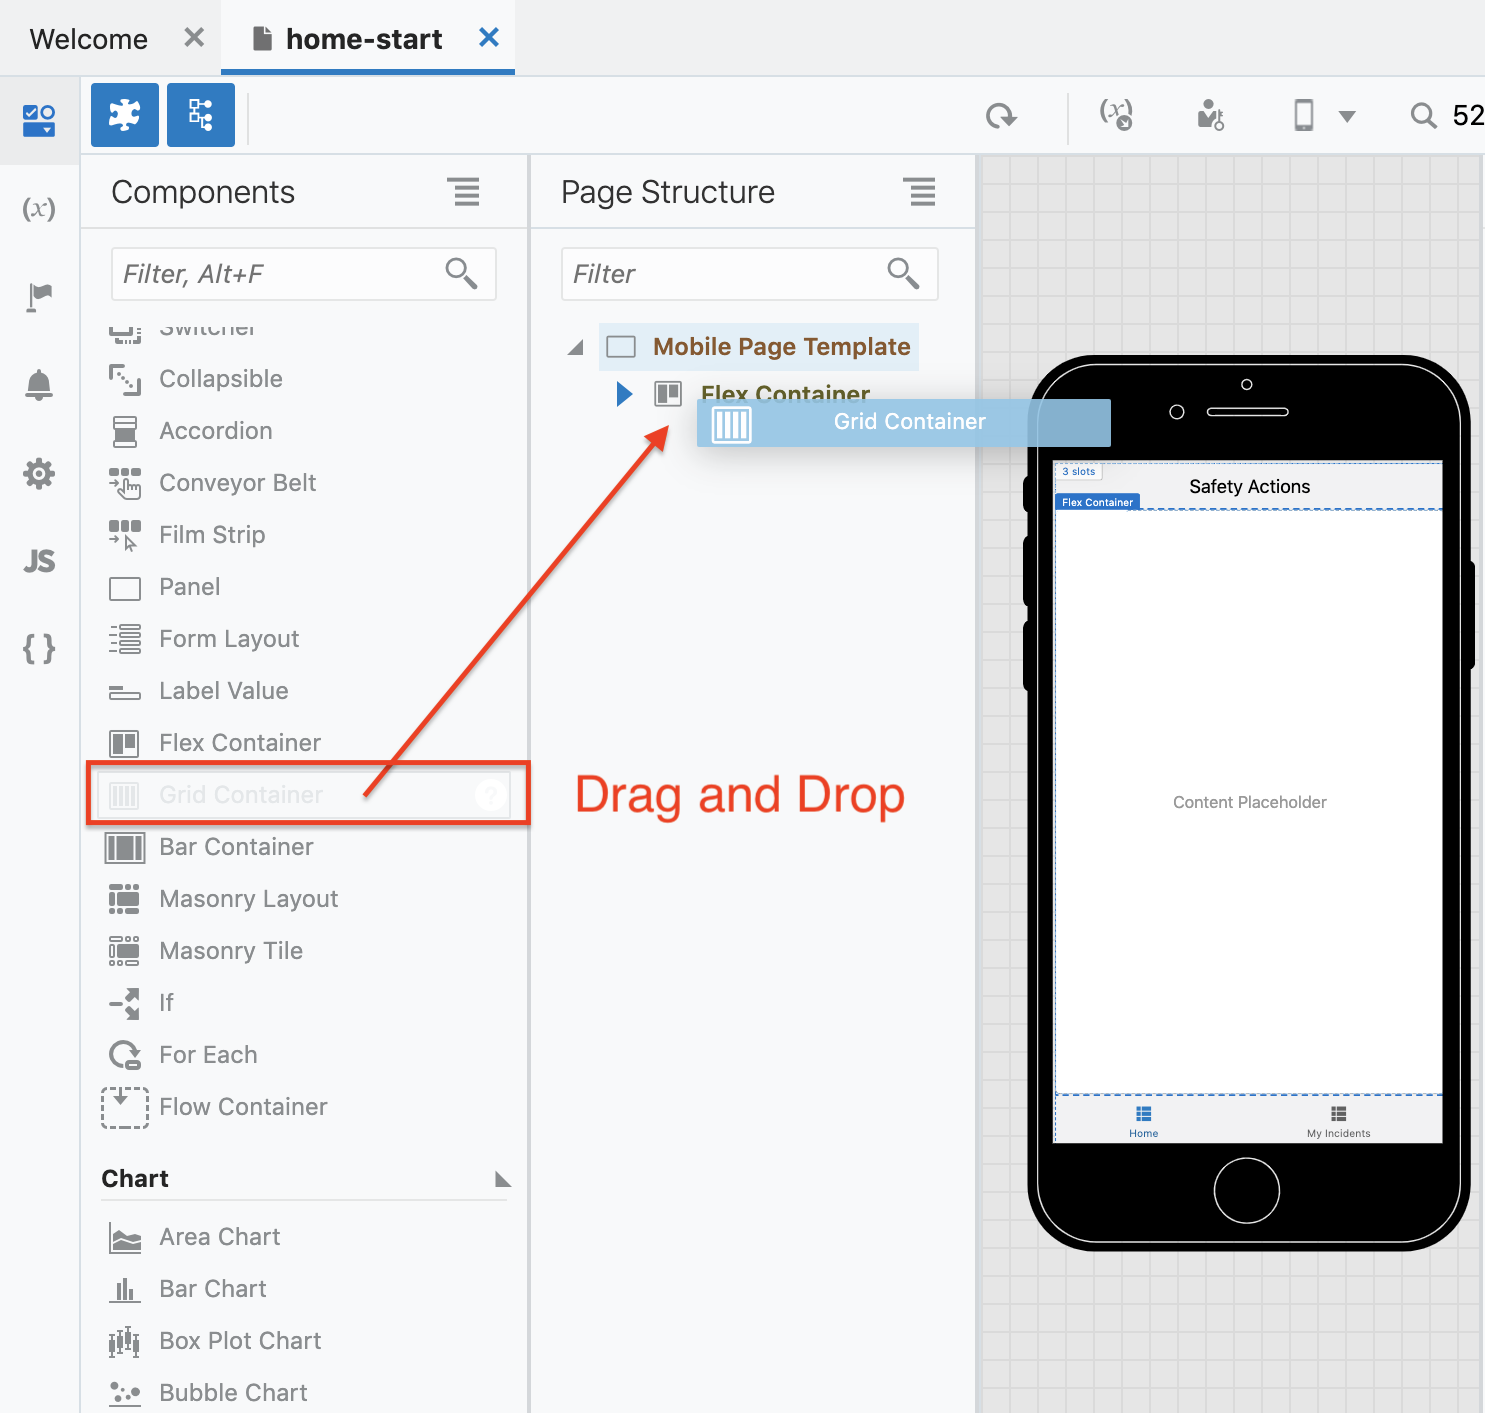 Welcome
home-start
52
Components
Page Structure
Filter, Alt+F
Filter
(x)
JS
{ }
Switcher
Collapsible
Accordion
Conveyor Belt
Film Strip
Panel
Form Layout
Label Value
Flex Container
Grid Container
?
Bar Container
Masonry Layout
Masonry Tile
If
For Each
Flow Container
Chart
Area Chart
Bar Chart
Box Plot Chart
Bubble Chart
Mobile Page Template
Flex Container
Grid Container
Drag and Drop
3 slots
Safety Actions
Flex Container
Content Placeholder
Home
My Incidents